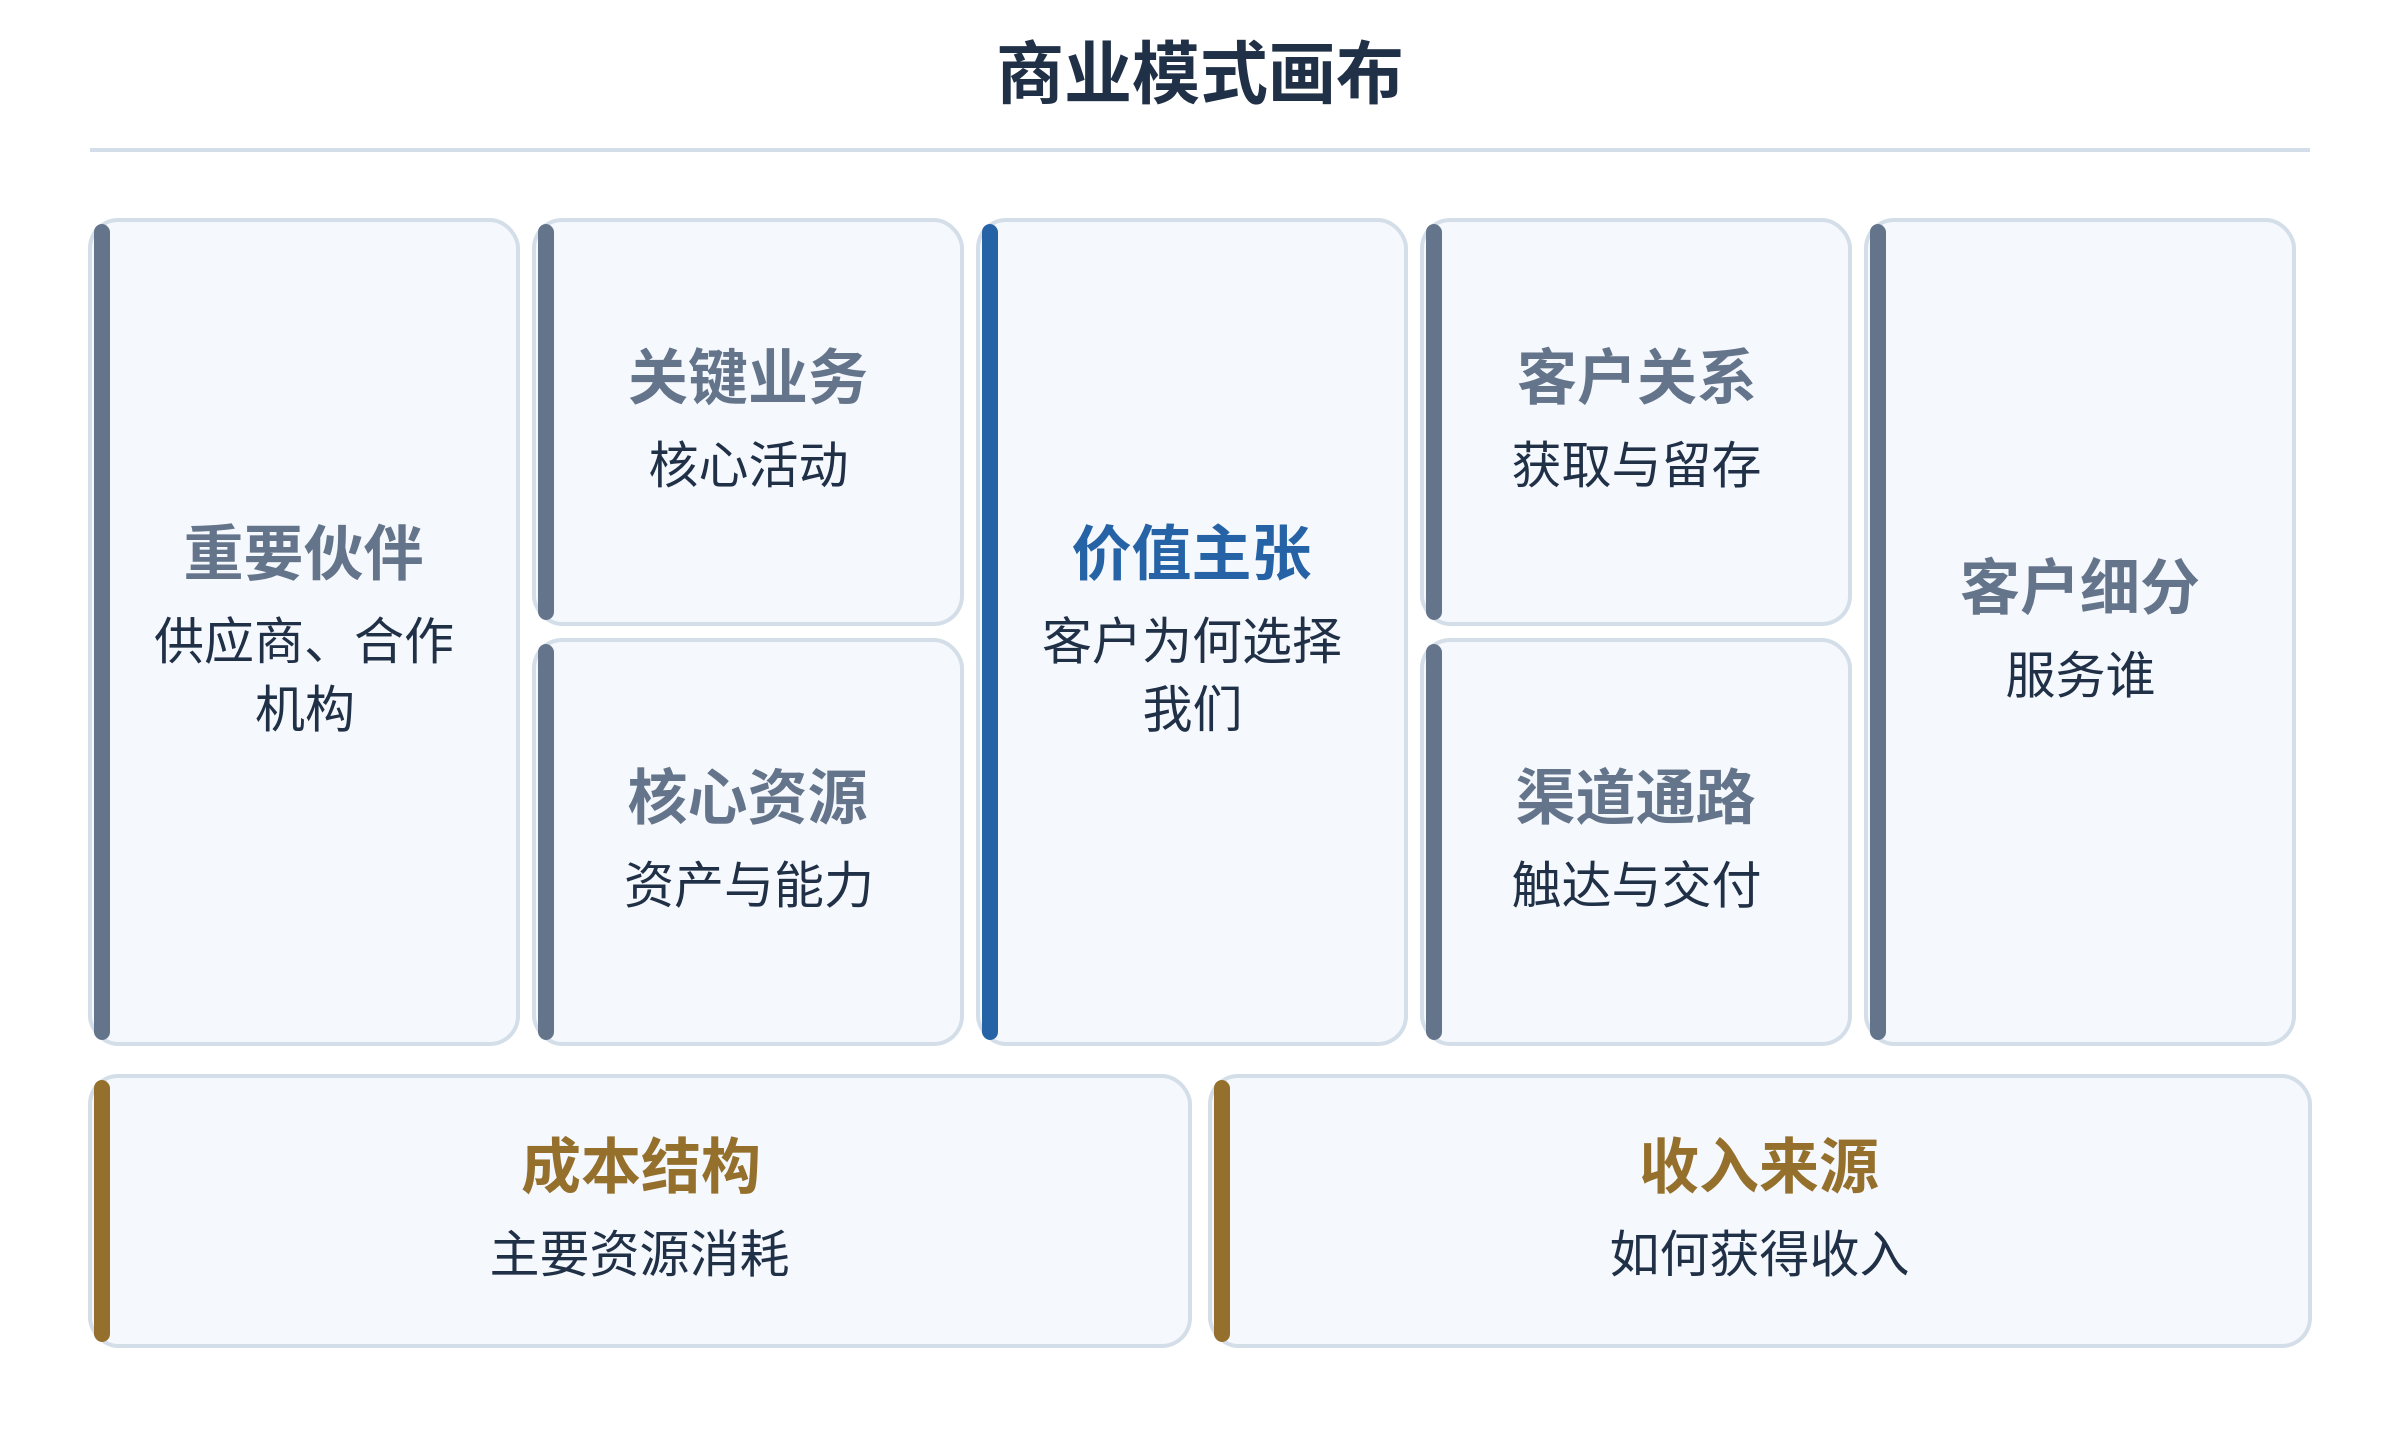 商业模式画布
重要伙伴
供应商、合作
机构
关键业务
核心活动
核心资源
资产与能力
价值主张
客户为何选择
我们
客户关系
获取与留存
渠道通路
触达与交付
客户细分
服务谁
成本结构
主要资源消耗
收入来源
如何获得收入